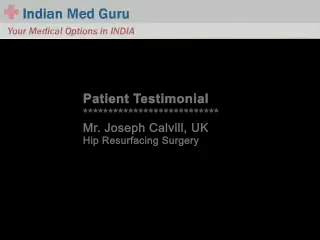 Indian Med Guru
Your Medical Options in INDIA
Patient Testimonial
***************************
Mr. Joseph Calvill, UK
Hip Resurfacing Surgery